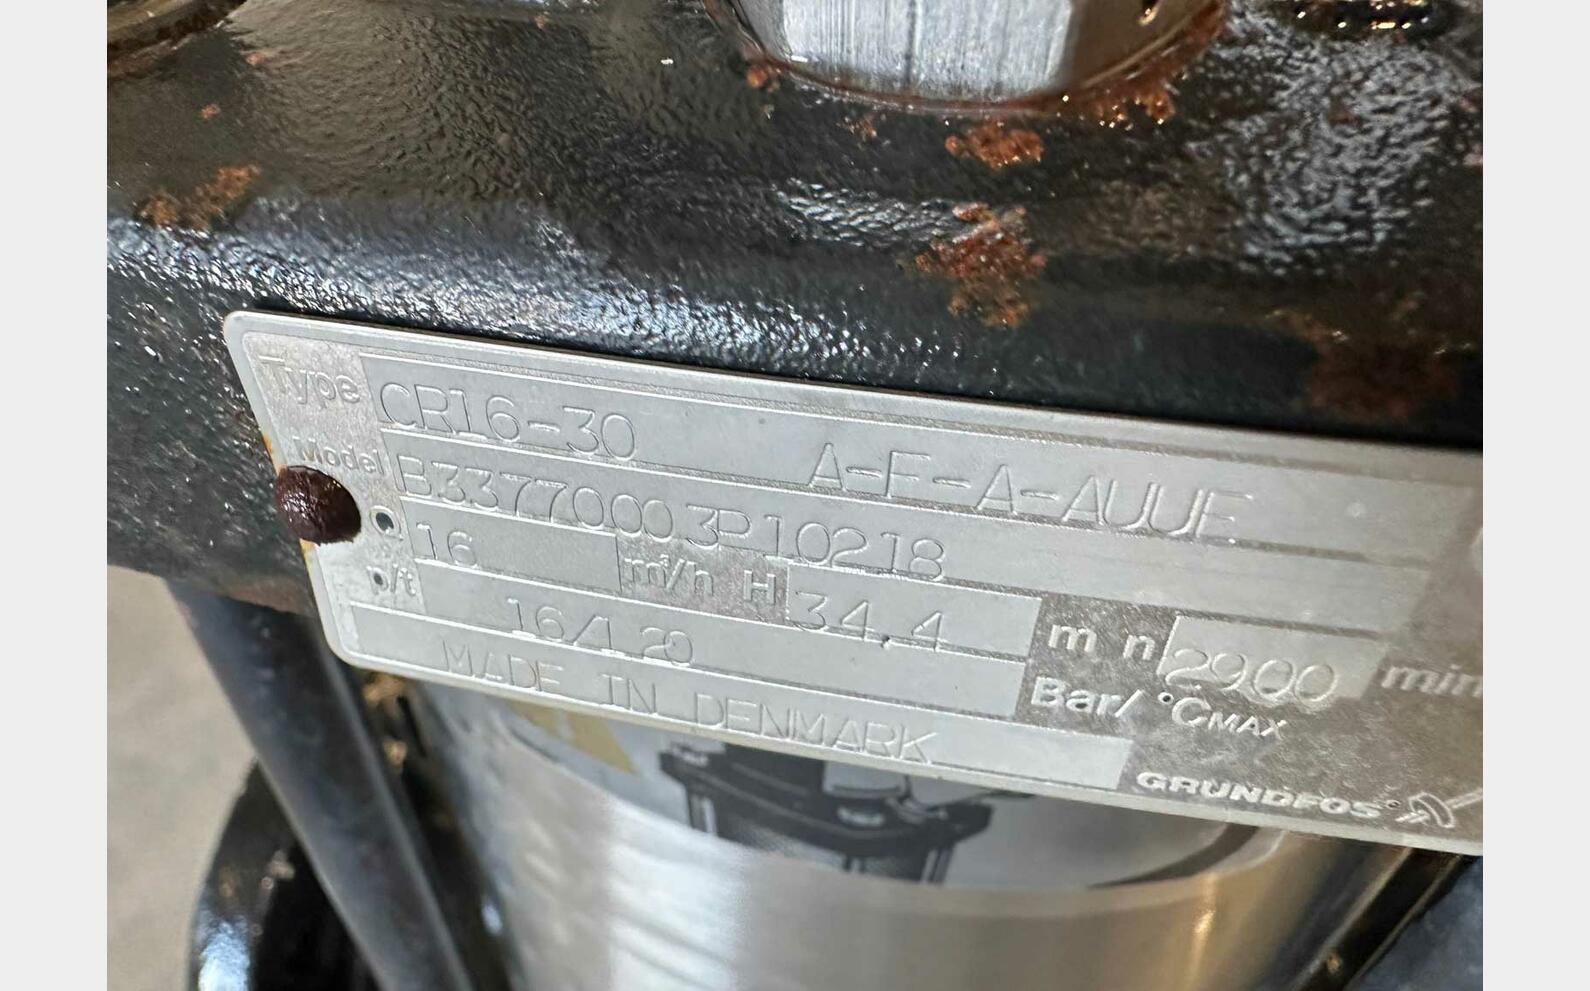 Type CR16-30 A-F-A-AUUE
Model B33770003P10218
Q 16 m³/h H 34,4 m n 2900 min
p/t 16/120 Bar/°CMAX
MADE IN DENMARK
GRUNDFOS